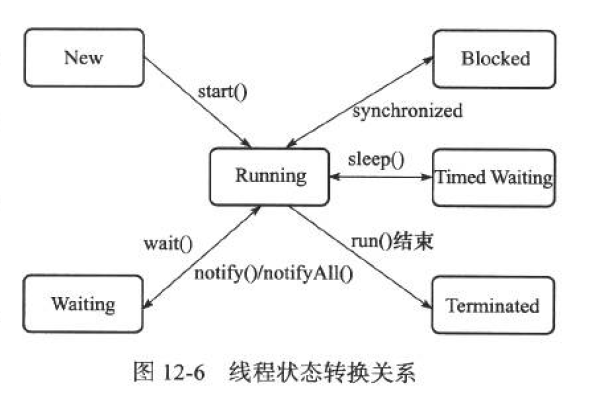 New
Blocked
start()
synchronized
Running
sleep()
Timed Waiting
wait()
run()结束
notify()/notifyAll()
Waiting
Terminated
图 12-6 线程状态转换关系